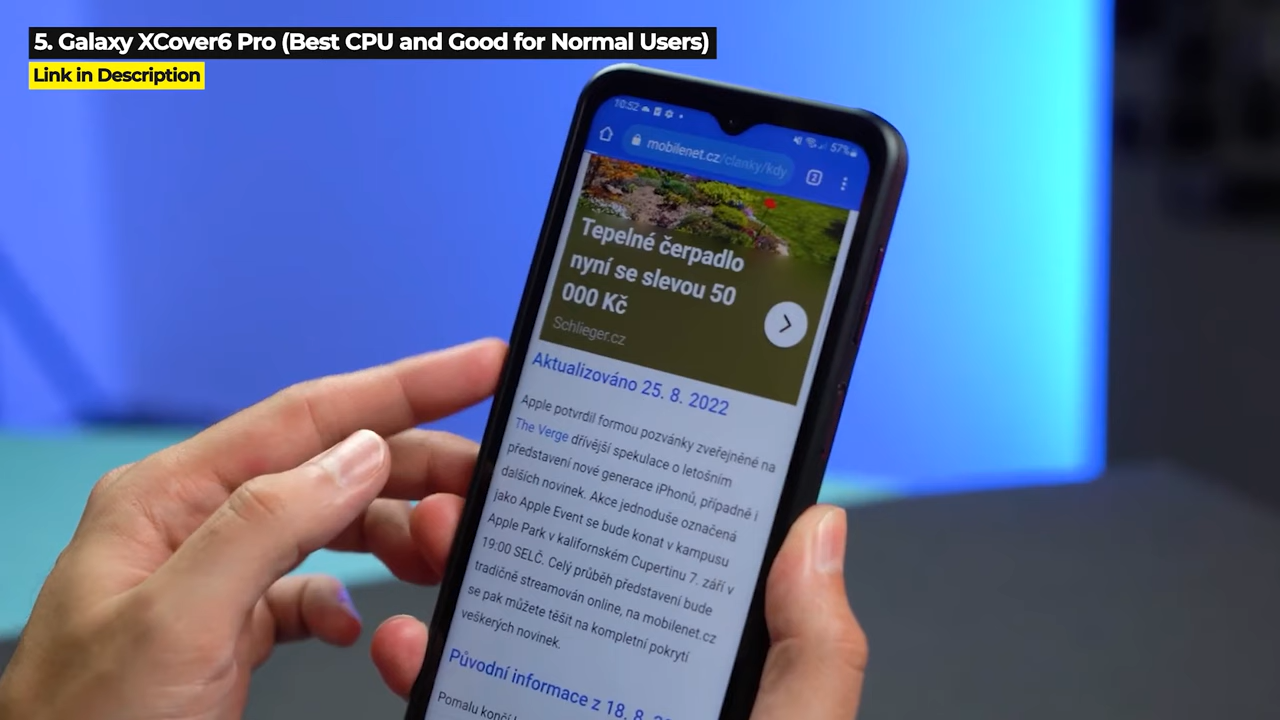 5. Galaxy XCover6 Pro (Best CPU and Good for Normal Users)
Link in Description
10:52
57%
mobilenet.cz/clanky/kdy
2
Tepelné čerpadlo
nyní se slevou 50
000 Kč
Schlieger.cz
Aktualizováno 25. 8. 2022
Apple potvrdil formou pozvánky zveřejněné na
The Verge dřívější spekulace o letošním
představení nové generace iPhonů, případně i
dalších novinek. Akce jednoduše označená
jako Apple Event se bude konat v kampusu
Apple Park v kalifornském Cupertinu 7. září v
19:00 SELČ. Celý průběh představení bude
tradičně streamován online, na mobilenet.cz
se pak můžete těšit na kompletní pokrytí
veškerých novinek.
Původní informace z 18. 8.
Pomalu končí